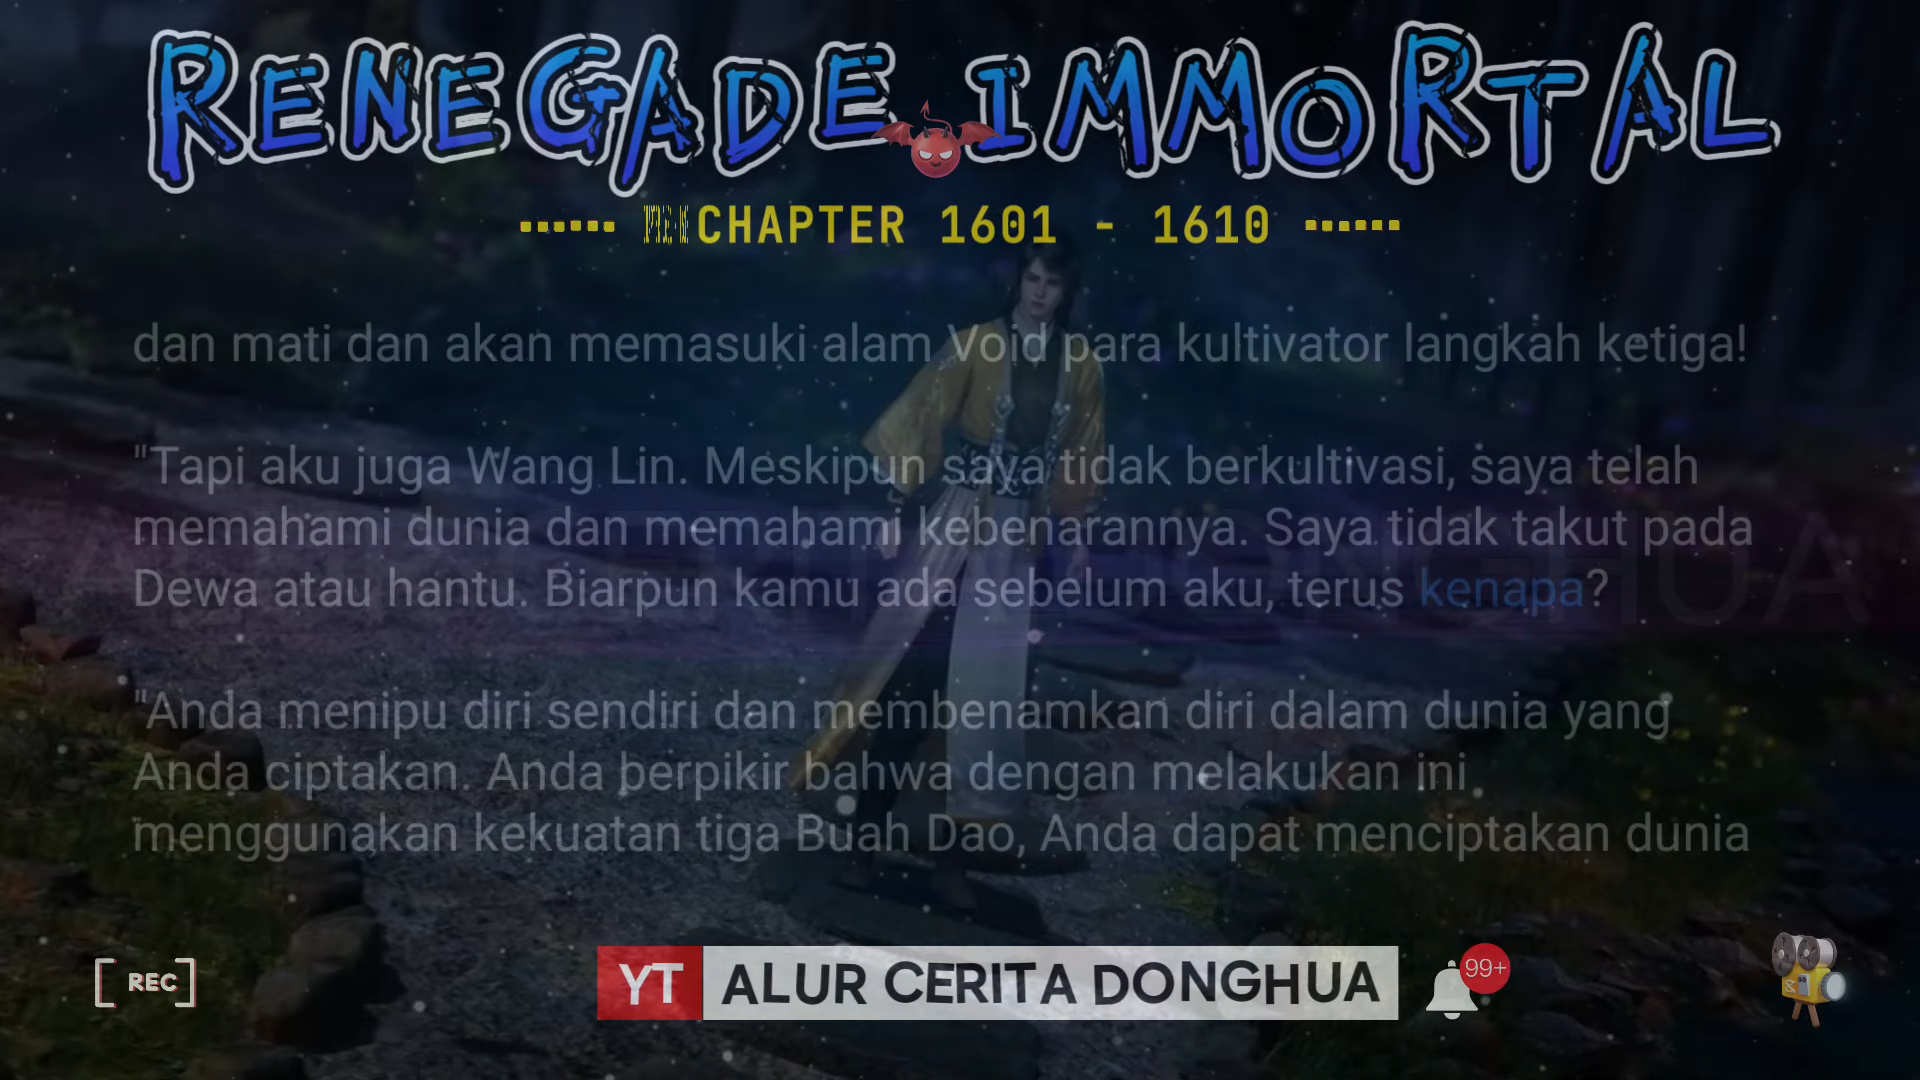 RENEGADE IMMORTAL
CHAPTER 1601 - 1610
dan mati dan akan memasuki alam Void para kultivator langkah ketiga!
"Tapi aku juga Wang Lin. Meskipun saya tidak berkultivasi, saya telah
memahami dunia dan memahami kebenarannya. Saya tidak takut pada
Dewa atau hantu. Biarpun kamu ada sebelum aku, terus kenapa?
"Anda menipu diri sendiri dan membenamkan diri dalam dunia yang
Anda ciptakan. Anda berpikir bahwa dengan melakukan ini
menggunakan kekuatan tiga Buah Dao, Anda dapat menciptakan dunia
REC
YT ALUR CERITA DONGHUA
99+